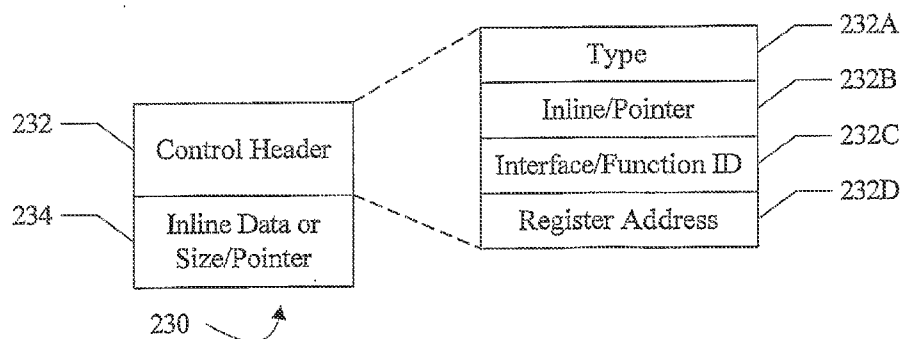 232
Control Header
234
Inline Data or
Size/Pointer
230
Type
232A
Inline/Pointer
232B
Interface/Function ID
232C
Register Address
232D